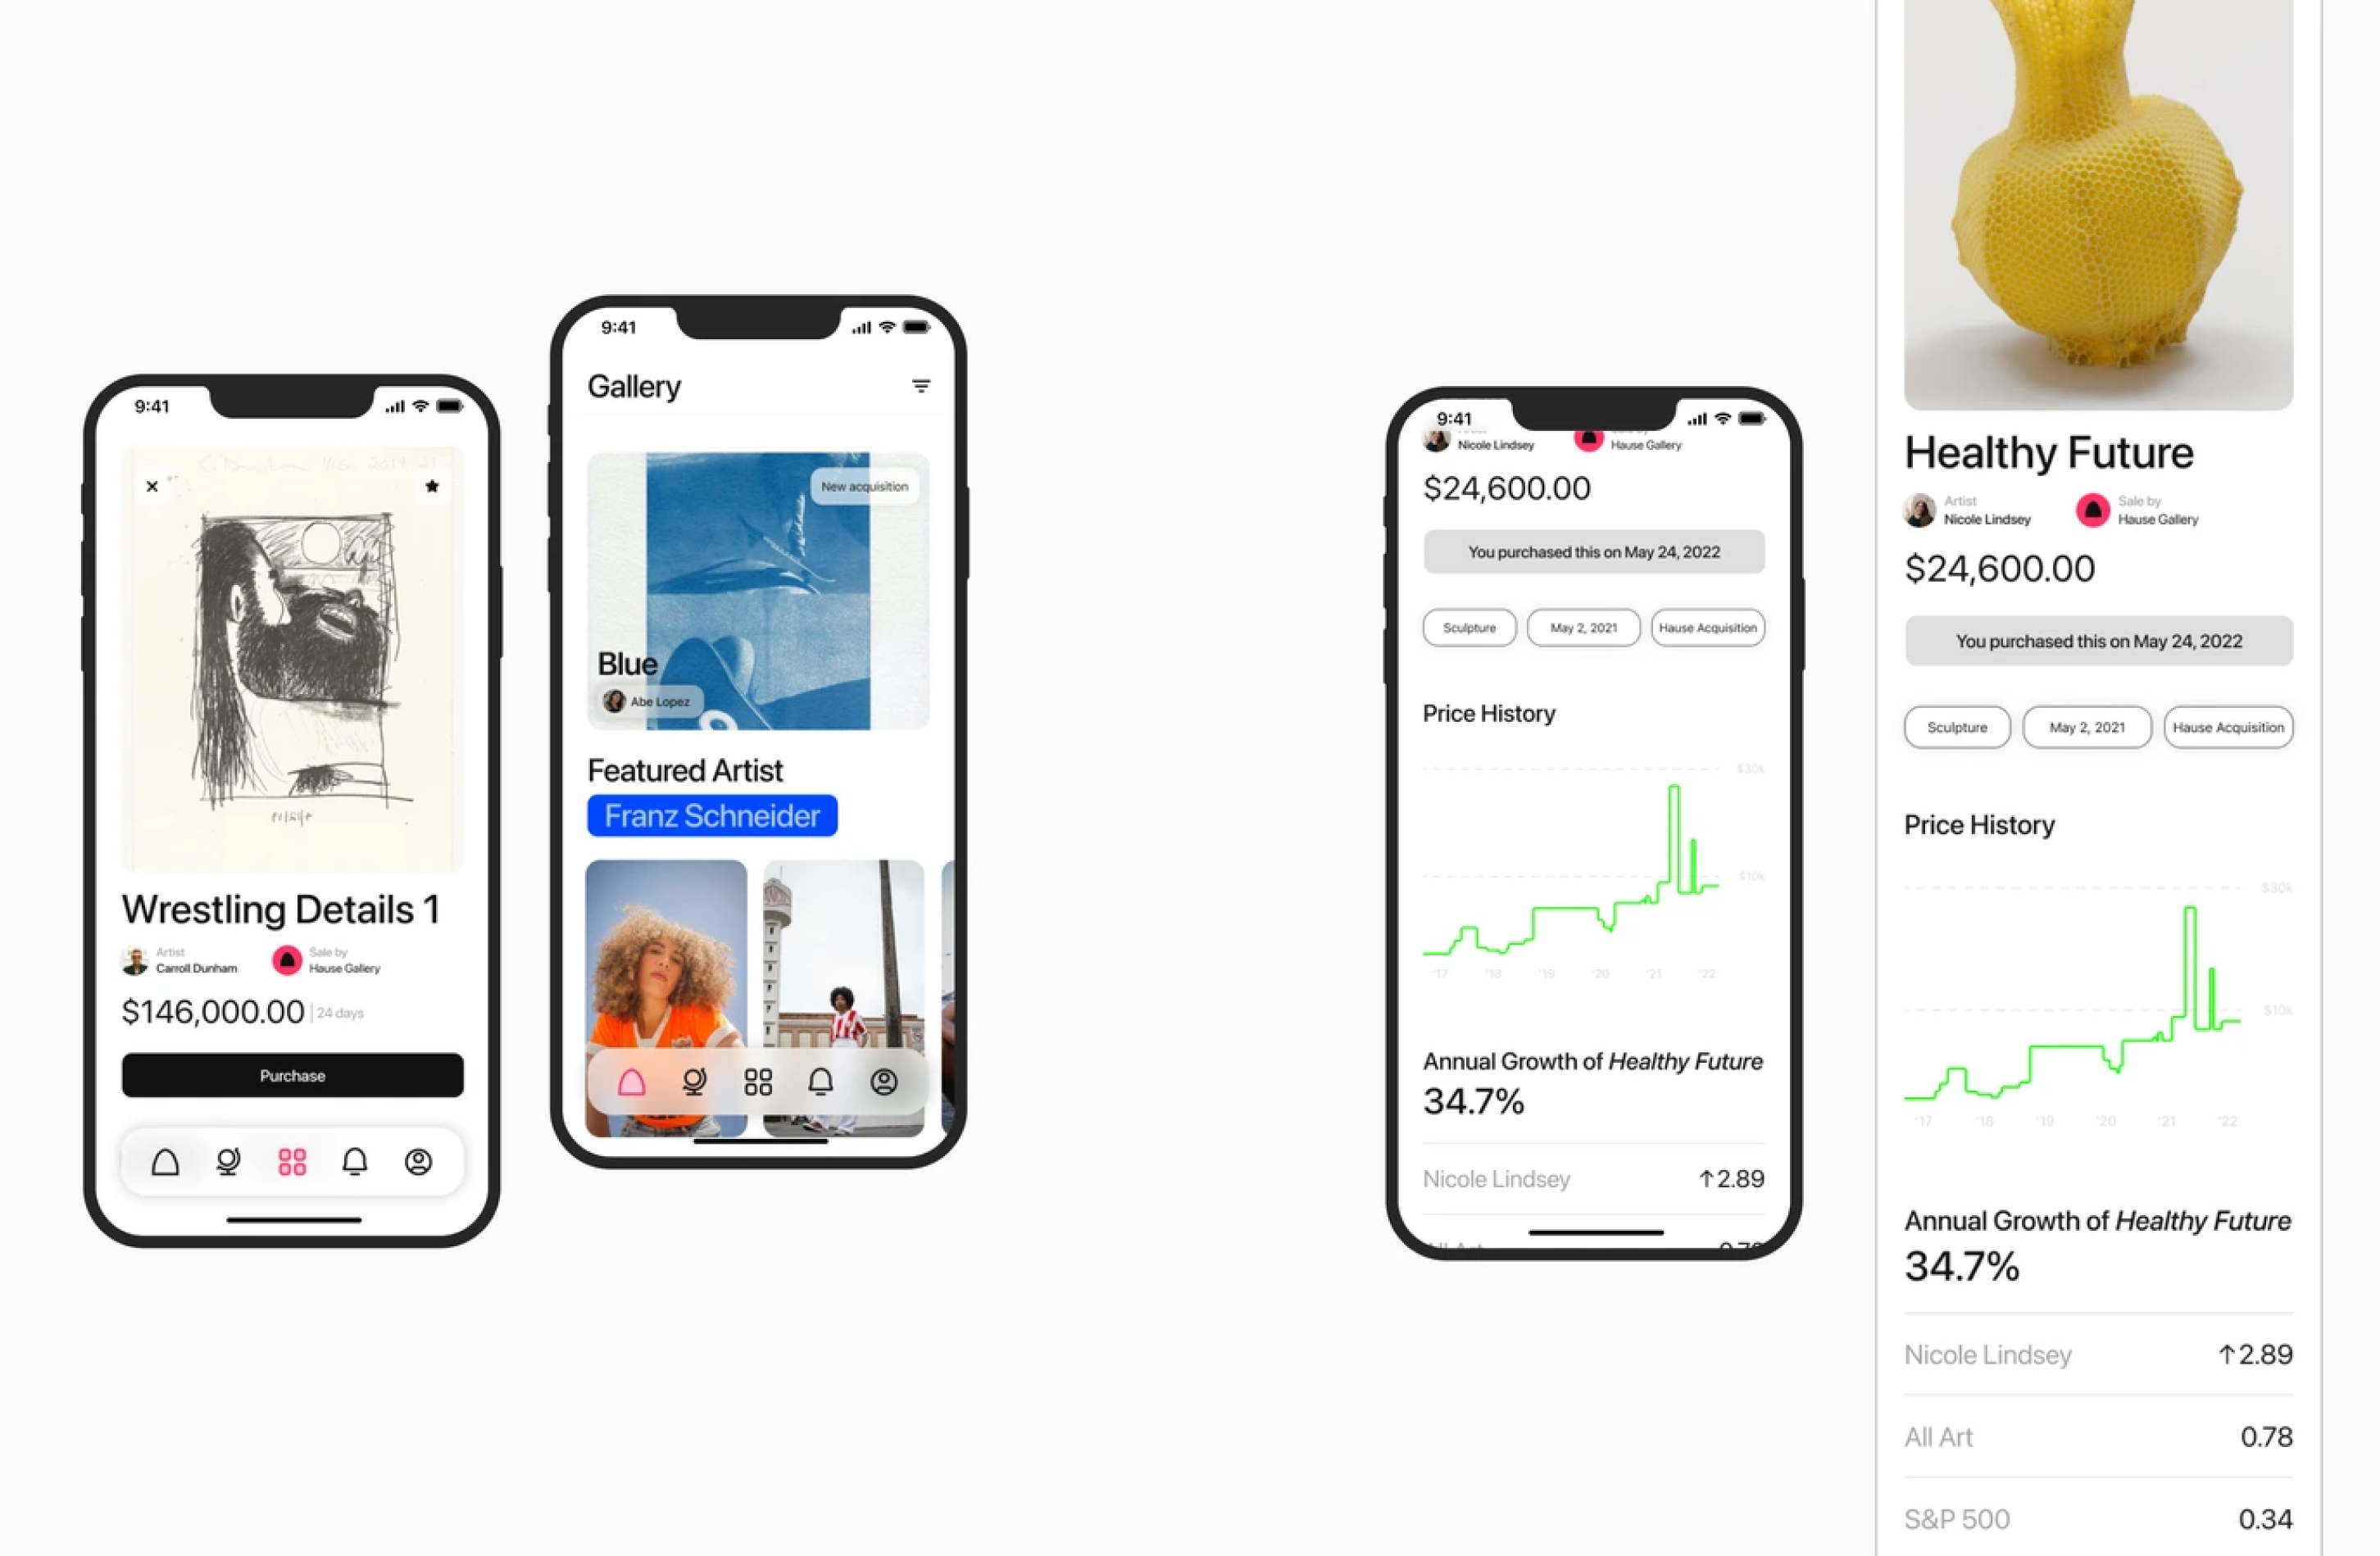 9:41
Wrestling Details 1
Artist
Carroll Dunham
Sale by
Hause Gallery
$146,000.00
24 days
Purchase
9:41
Gallery
New acquisition
Blue
Abe Lopez
Featured Artist
Franz Schneider
9:41
Nicole Lindsey
Hause Gallery
$24,600.00
You purchased this on May 24, 2022
Sculpture
May 2, 2021
Hause Acquisition
Price History
$30k
$10k
'17 '18 '19 '20 '21 '22
Annual Growth of Healthy Future
34.7%
Nicole Lindsey ↑2.89
Healthy Future
Artist
Nicole Lindsey
Sale by
Hause Gallery
$24,600.00
You purchased this on May 24, 2022
Sculpture
May 2, 2021
Hause Acquisition
Price History
$30k
$10k
'17 '18 '19 '20 '21 '22
Annual Growth of Healthy Future
34.7%
Nicole Lindsey ↑2.89
All Art 0.78
S&P 500 0.34